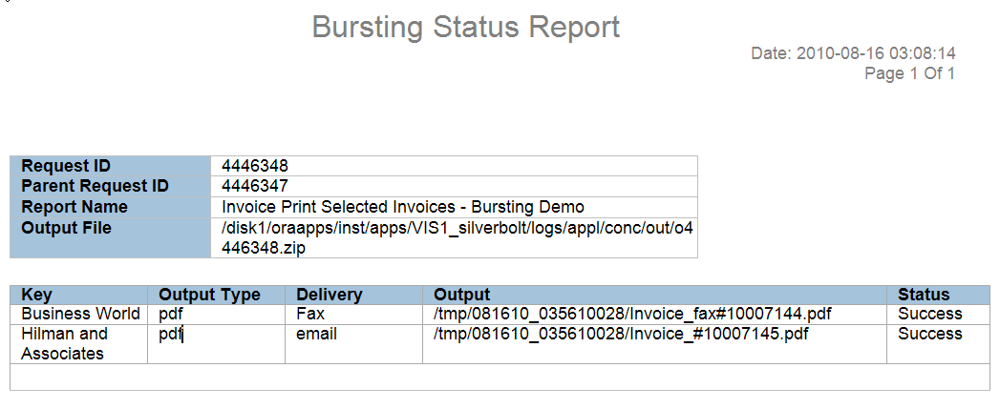 Bursting Status Report
Date: 2010-08-16 03:08:14
Page 1 Of 1
Request ID 4446348
Parent Request ID 4446347
Report Name Invoice Print Selected Invoices - Bursting Demo
Output File /disk1/oraapps/inst/apps/VIS1_silverbolt/logs/appl/conc/out/o4
446348.zip
Key Output Type Delivery Output Status
Business World pdf Fax /tmp/081610_035610028/Invoice_fax#10007144.pdf Success
Hilman and pdf email /tmp/081610_035610028/Invoice_#10007145.pdf Success
Associates